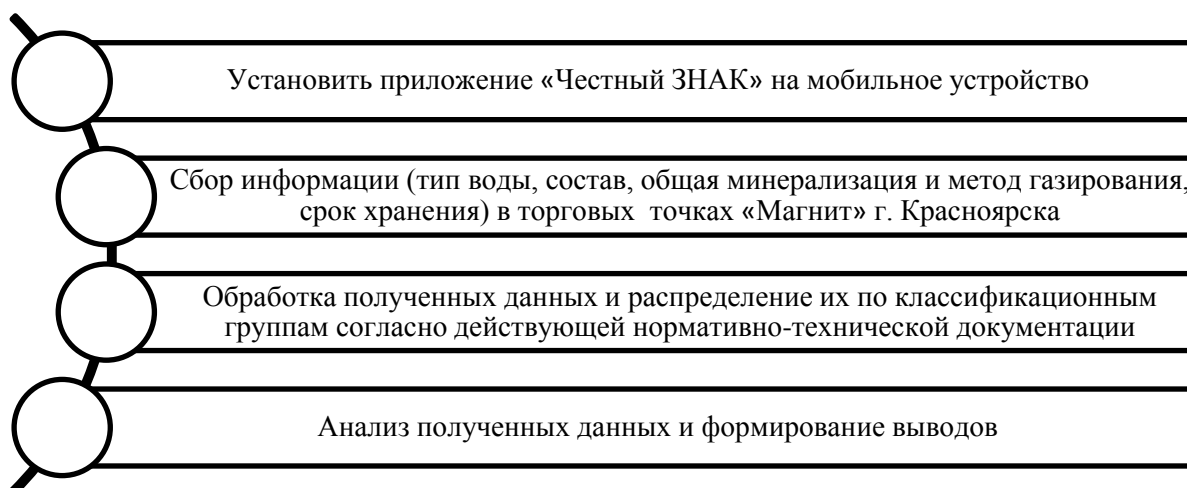 Установить приложение «Честный ЗНАК» на мобильное устройство
Сбор информации (тип воды, состав, общая минерализация и метод газирования,
срок хранения) в торговых точках «Магнит» г. Красноярска
Обработка полученных данных и распределение их по классификационным
группам согласно действующей нормативно-технической документации
Анализ полученных данных и формирование выводов